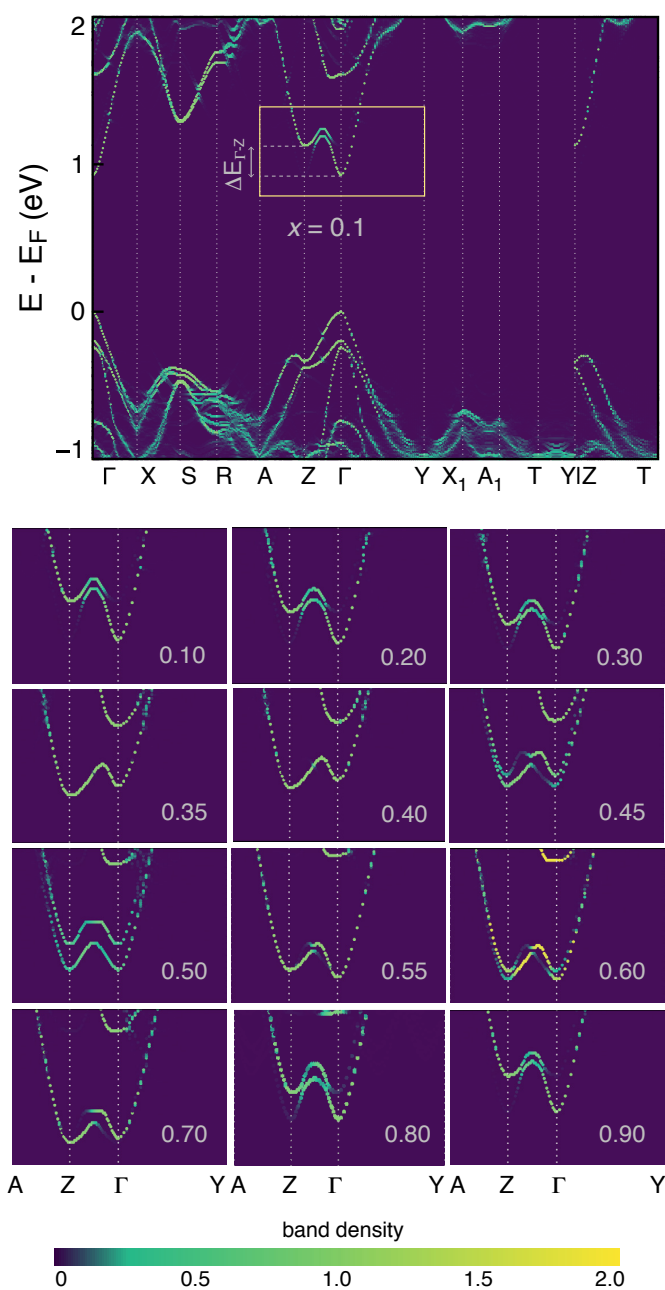 2
1
0
−1
E - E_F (eV)
ΔE_Γ-Z
x = 0.1
Γ X S R A Z Γ Y X₁ A₁ T Y|Z T
0.10 0.20 0.30
0.35 0.40 0.45
0.50 0.55 0.60
0.70 0.80 0.90
A Z Γ Y A Z Γ Y A Z Γ Y
band density
0 0.5 1.0 1.5 2.0